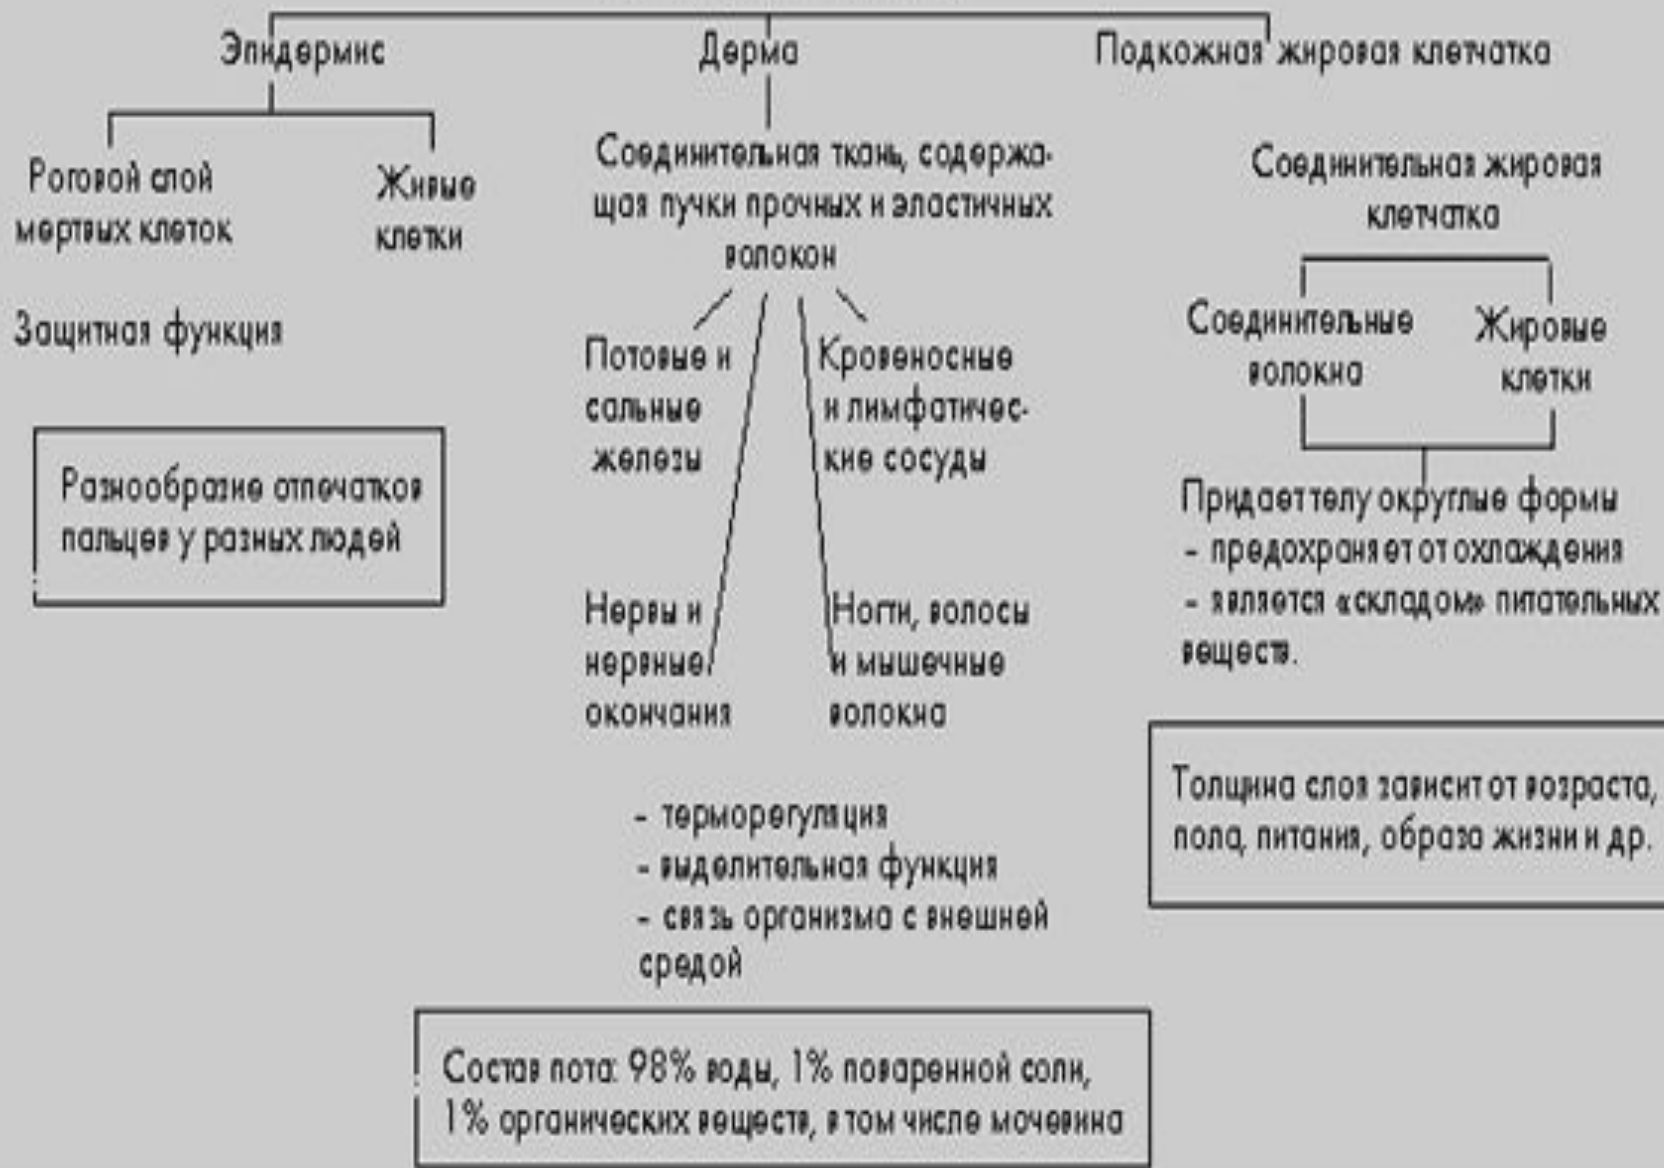 Эпидермис
Дерма
Подкожная жировая клетчатка
Роговой слой
мертвых клеток
Живые
клетки
Защитная функция
Разнообразие отпечатков
пальцев у разных людей
Соединительная ткань, содержа-
щая пучки прочных и эластичных
волокон
Потовые и
сальные
железы
Кровеносные
и лимфатичес-
кие сосуды
Нервы и
нервные
окончания
Ногти, волосы
и мышечные
волокна
- терморегуляция
- выделительная функция
- связь организма с внешней
средой
Состав пота: 98% воды, 1% поваренной соли,
1% органических веществ, в том числе мочевина
Соединительная жировая
клетчатка
Соединительные
волокна
Жировые
клетки
Придает телу округлые формы
- предохраняет от охлаждения
- является «складом» питательных
веществ.
Толщина слоя зависит от возраста,
пола, питания, образа жизни и др.